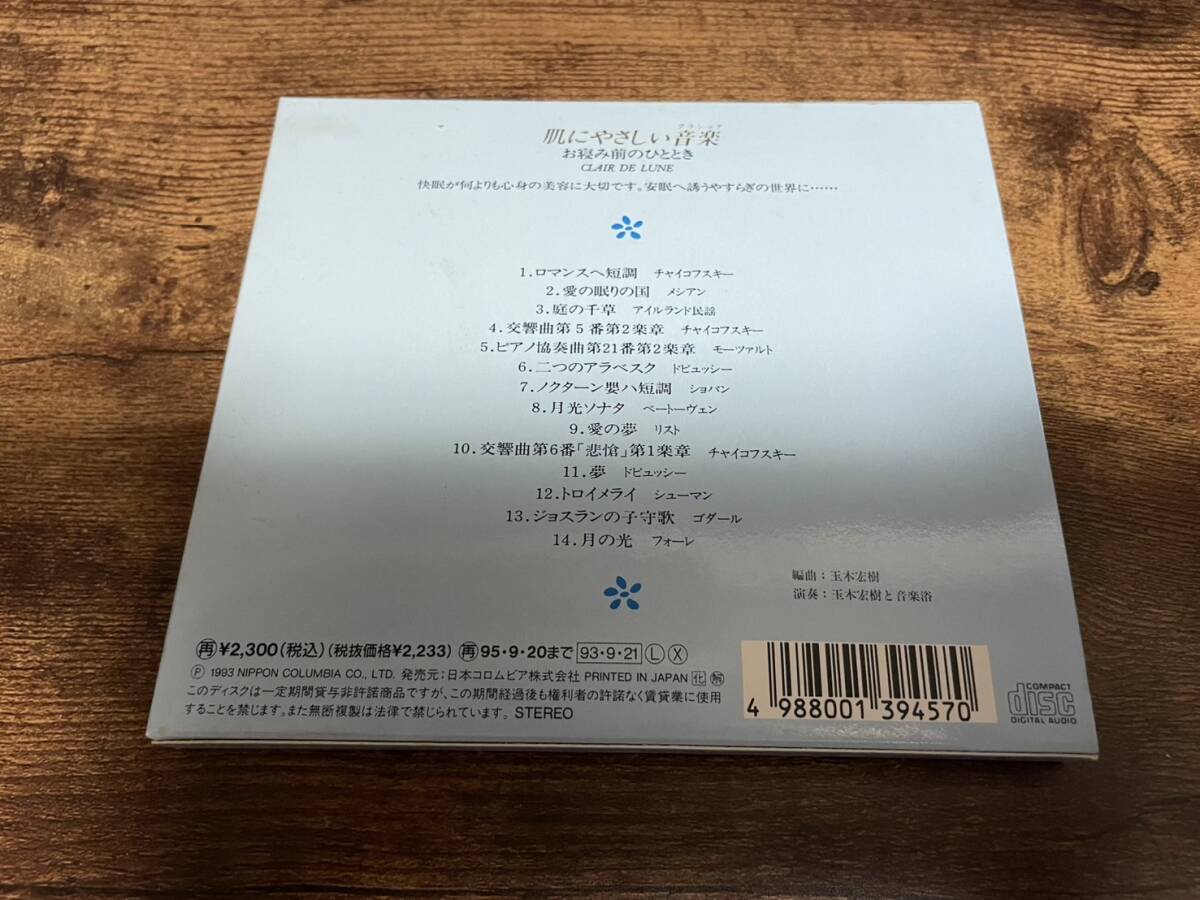 クラシック
肌にやさしい音楽
お寝み前のひととき
CLAIR DE LUNE
快眠が何よりも心身の美容に大切です。安眠へ誘うやすらぎの世界に……
1.ロマンスヘ短調 チャイコフスキー
2.愛の眠りの国 メシアン
3.庭の千草 アイルランド民謡
4.交響曲第5番第2楽章 チャイコフスキー
5.ピアノ協奏曲第21番第2楽章 モーツァルト
6.二つのアラベスク ドビュッシー
7.ノクターン嬰ハ短調 ショパン
8.月光ソナタ ベートーヴェン
9.愛の夢 リスト
10.交響曲第6番「悲愴」第1楽章 チャイコフスキー
11.夢 ドビュッシー
12.トロイメライ シューマン
13.ジョスランの子守歌 ゴダール
14.月の光 フォーレ
編曲:玉木宏樹
演奏:玉木宏樹と音楽浴
再 ¥2,300(税込)(税抜価格¥2,233) 再 95・9・20まで 93・9・21 L X
Ⓟ 1993 NIPPON COLUMBIA CO., LTD. 発売元:日本コロムビア株式会社 PRINTED IN JAPAN 化
このディスクは一定期間貸与非許諾商品ですが、この期間経過後も権利者の許諾なく賃貸業に使用
することを禁じます。また無断複製は法律で禁じられています。 STEREO
4 988001 394570
COMPACT
disc
DIGITAL AUDIO